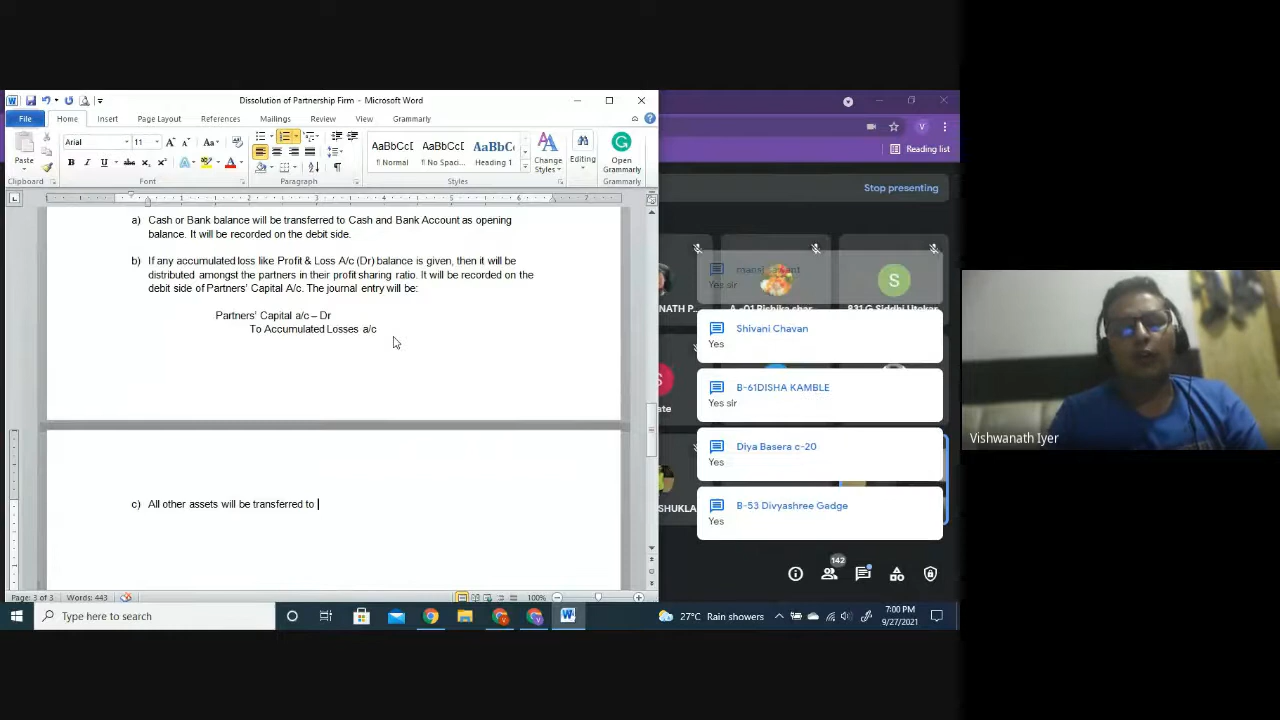 Dissolution of Partnership Firm - Microsoft Word
File
Home
Insert
Page Layout
References
Mailings
Review
View
Grammarly
Paste
Arial
11
AaBbCcI
AaBbCcI
AaBbC
¶ Normal
¶ No Spaci...
Heading 1
Change Styles
Editing
Open Grammarly
Clipboard
Font
Paragraph
Styles
Grammarly
a) Cash or Bank balance will be transferred to Cash and Bank Account as opening
balance. It will be recorded on the debit side.
b) If any accumulated loss like Profit & Loss A/c (Dr) balance is given, then it will be
distributed amongst the partners in their profit sharing ratio. It will be recorded on the
debit side of Partners' Capital A/c. The journal entry will be:
Partners' Capital a/c – Dr
To Accumulated Losses a/c
c) All other assets will be transferred to
Page: 3 of 3
Words: 443
100%
Reading list
Stop presenting
Yes sir
Shivani Chavan
Yes
B-61DISHA KAMBLE
Yes sir
Diya Basera c-20
Yes
B-53 Divyashree Gadge
Yes
NATH P
S
S
ate
SHUKLA
V
142
Vishwanath Iyer
Type here to search
27°C Rain showers
7:00 PM
9/27/2021